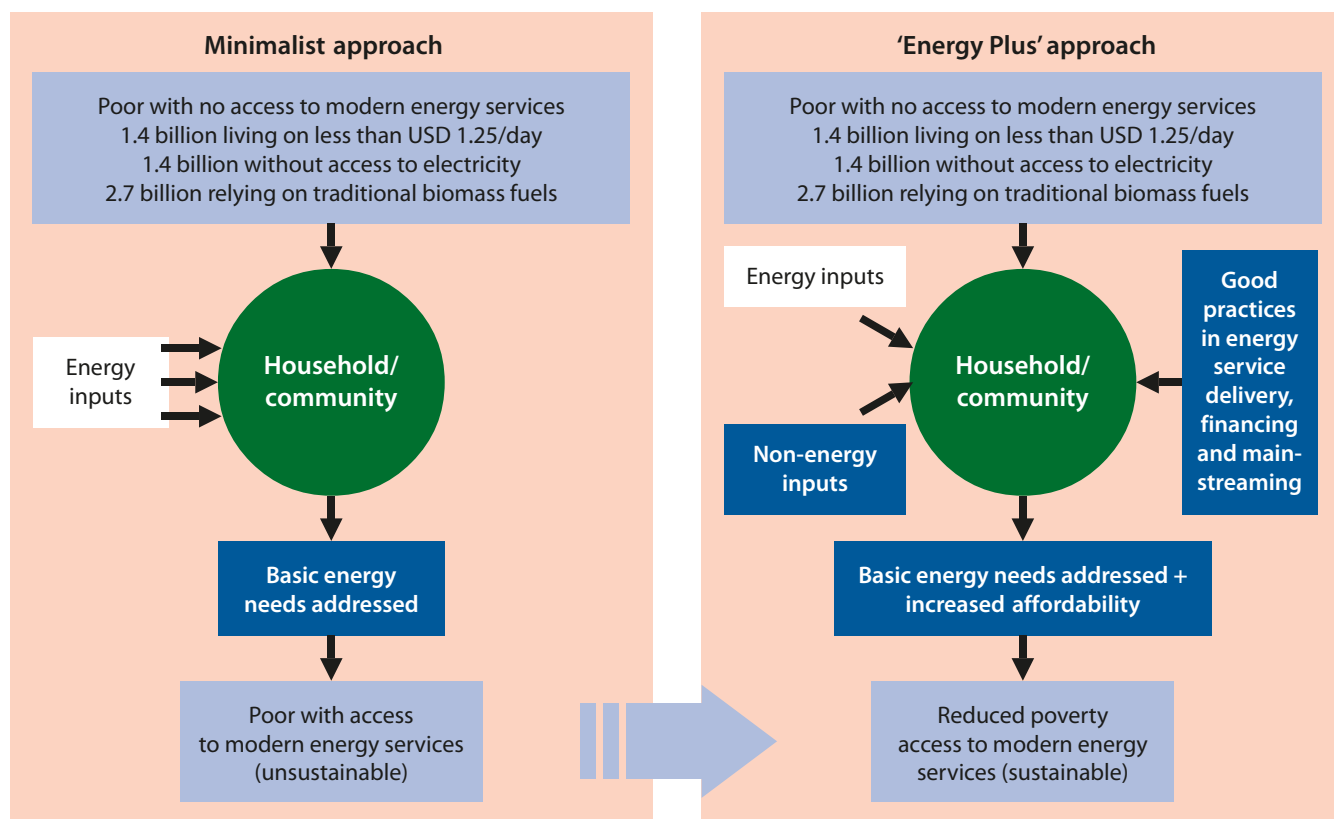 Minimalist approach
Poor with no access to modern energy services
1.4 billion living on less than USD 1.25/day
1.4 billion without access to electricity
2.7 billion relying on traditional biomass fuels
Energy
inputs
Household/
community
Basic energy
needs addressed
Poor with access
to modern energy services
(unsustainable)
‘Energy Plus’ approach
Poor with no access to modern energy services
1.4 billion living on less than USD 1.25/day
1.4 billion without access to electricity
2.7 billion relying on traditional biomass fuels
Energy inputs
Non-energy
inputs
Household/
community
Good
practices
in energy
service
delivery,
financing
and main-
streaming
Basic energy needs addressed +
increased affordability
Reduced poverty
access to modern energy
services (sustainable)